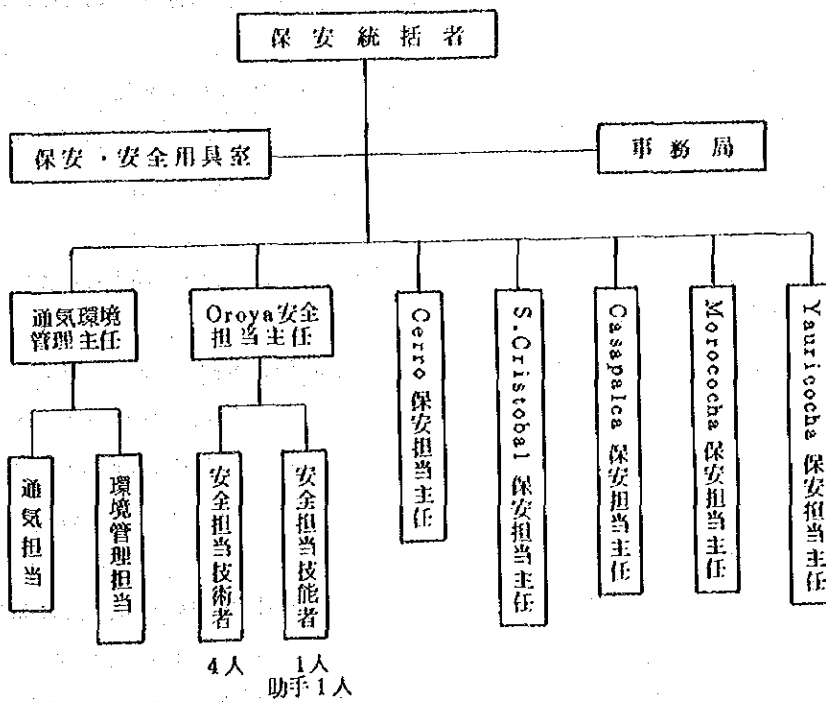 保安統括者
保安・安全用具室
事務局
通気環境
管理主任
Oroya安全
担当主任
Cerro 保安担当主任
S.Cristobal 保安担当主任
Casapalca 保安担当主任
Morococha 保安担当主任
Yauricocha 保安担当主任
通気担当
環境管理担当
安全担当技術者
安全担当技能者
4人
1人
助手1人